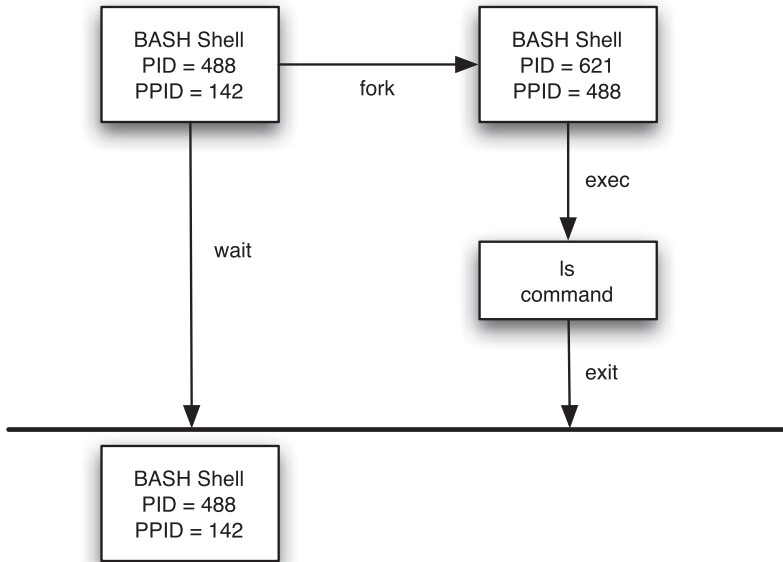 BASH Shell
PID = 488
PPID = 142
fork
BASH Shell
PID = 621
PPID = 488
wait
exec
ls
command
exit
BASH Shell
PID = 488
PPID = 142